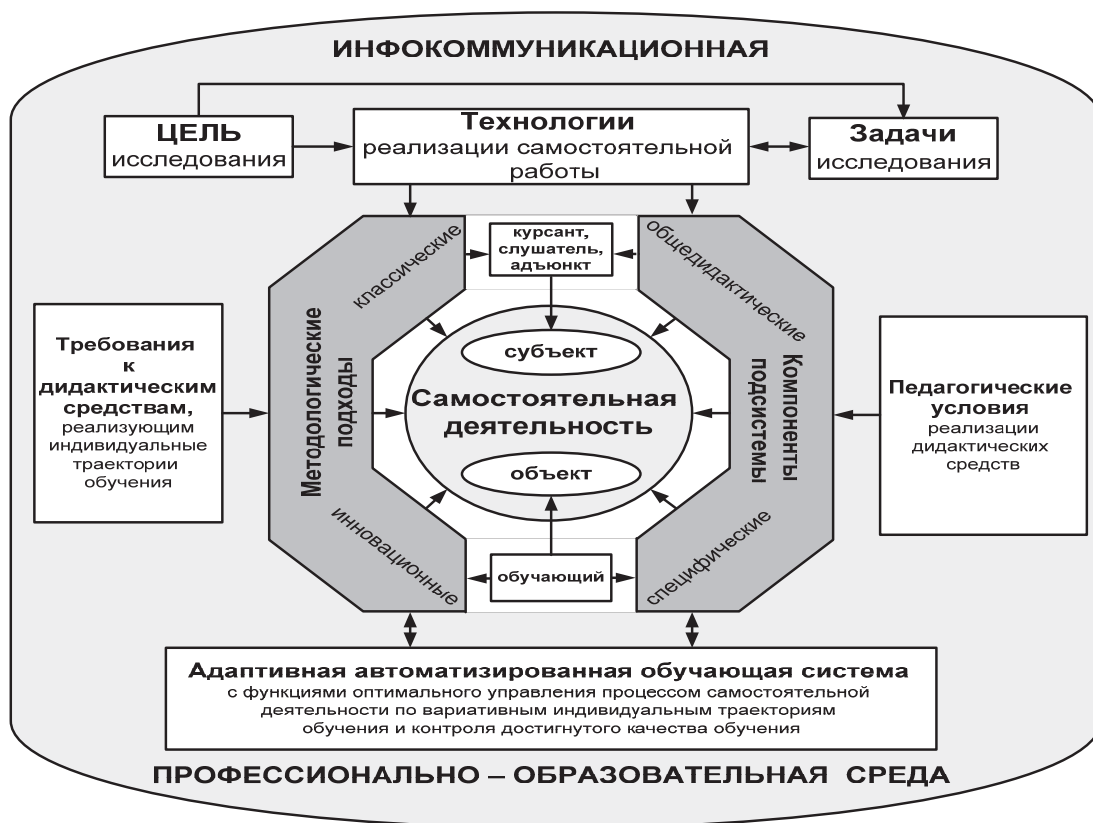 ИНФОКОММУНИКАЦИОННАЯ
ЦЕЛЬ
исследования
Технологии
реализации самостоятельной
работы
Задачи
исследования
классические
курсант,
слушатель,
адъюнкт
общедидактические
Требования
к
дидактическим
средствам,
реализующим
индивидуальные
траектории
обучения
Методологические
подходы
субъект
Самостоятельная
деятельность
объект
Компоненты
подсистемы
Педагогические
условия
реализации
дидактических
средств
инновационные
обучающий
специфические
Адаптивная автоматизированная обучающая система
с функциями оптимального управления процессом самостоятельной
деятельности по вариативным индивидуальным траекториям
обучения и контроля достигнутого качества обучения
ПРОФЕССИОНАЛЬНО – ОБРАЗОВАТЕЛЬНАЯ СРЕДА